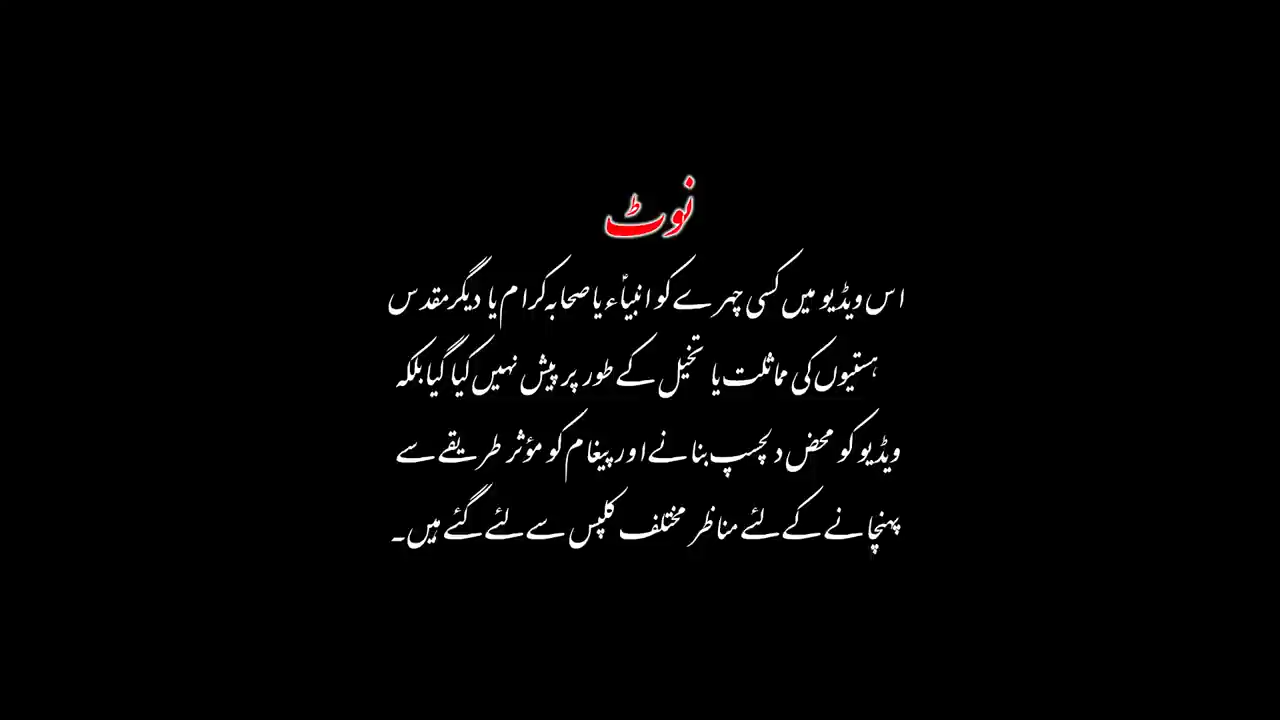 نوٹ
اس ویڈیو میں کسی چہرے کو انبیاؑء یا صحابہ کرام یا دیگر مقدس
ہستیوں کی مماثلت یا تخیل کے طور پر پیش نہیں کیا گیا بلکہ
ویڈیو کو محض دلچسپ بنانے اور پیغام کو مؤثر طریقے سے
پہنچانے کے لئے مناظر مختلف کلپس سے لئے گئے ہیں۔